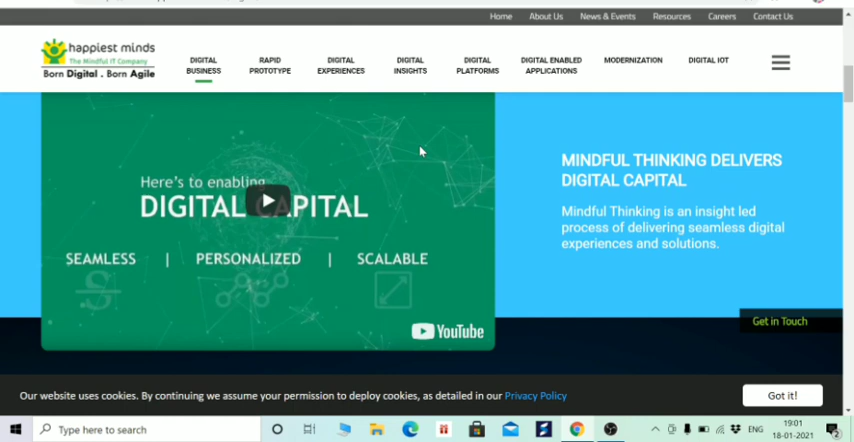 Home About Us News & Events Resources Careers Contact Us
happiest minds
The Mindful IT Company
Born Digital . Born Agile
DIGITAL BUSINESS
RAPID PROTOTYPE
DIGITAL EXPERIENCES
DIGITAL INSIGHTS
DIGITAL PLATFORMS
DIGITAL ENABLED APPLICATIONS
MODERNIZATION
DIGITAL IOT
Here's to enabling
DIGITAL CAPITAL
SEAMLESS | PERSONALIZED | SCALABLE
YouTube
MINDFUL THINKING DELIVERS
DIGITAL CAPITAL
Mindful Thinking is an insight led
process of delivering seamless digital
experiences and solutions.
Get in Touch
Our website uses cookies. By continuing we assume your permission to deploy cookies, as detailed in our Privacy Policy
Got it!
Type here to search
ENG
19:01
18-01-2021
2